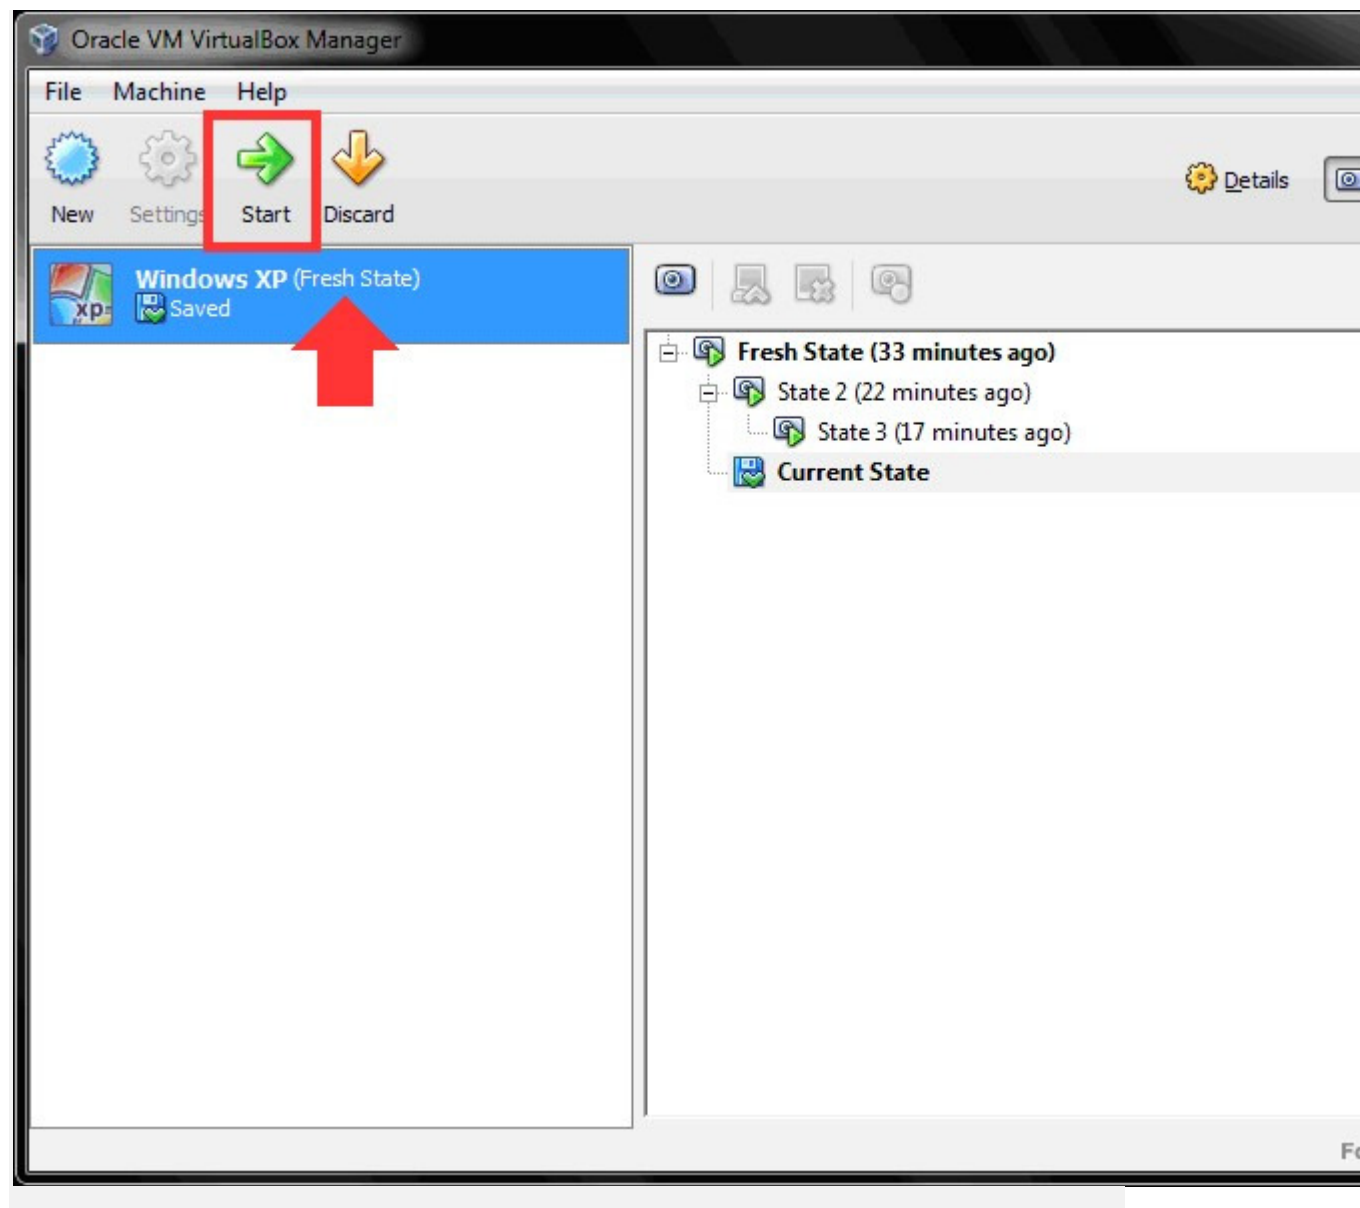 Oracle VM VirtualBox Manager
File Machine Help
New Settings Start Discard
Details
Windows XP (Fresh State)
Saved
xp
Fresh State (33 minutes ago)
State 2 (22 minutes ago)
State 3 (17 minutes ago)
Current State